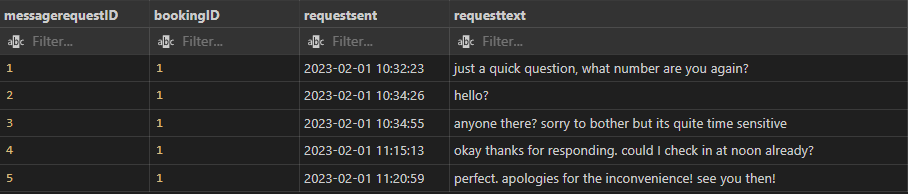 messagerequestID bookingID requestsent requesttext
abc Filter... abc Filter... abc Filter... abc Filter...
1 1 2023-02-01 10:32:23 just a quick question, what number are you again?
2 1 2023-02-01 10:34:26 hello?
3 1 2023-02-01 10:34:55 anyone there? sorry to bother but its quite time sensitive
4 1 2023-02-01 11:15:13 okay thanks for responding. could I check in at noon already?
5 1 2023-02-01 11:20:59 perfect. apologies for the inconvenience! see you then!